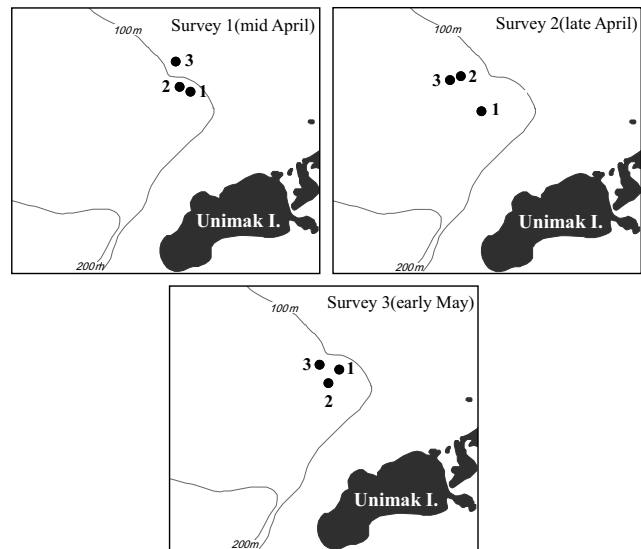 Survey 1(mid April)
100m
3
2
1
Unimak I.
200m
Survey 2(late April)
100m
3
2
1
Unimak I.
200m
Survey 3(early May)
100m
3
1
2
Unimak I.
200m